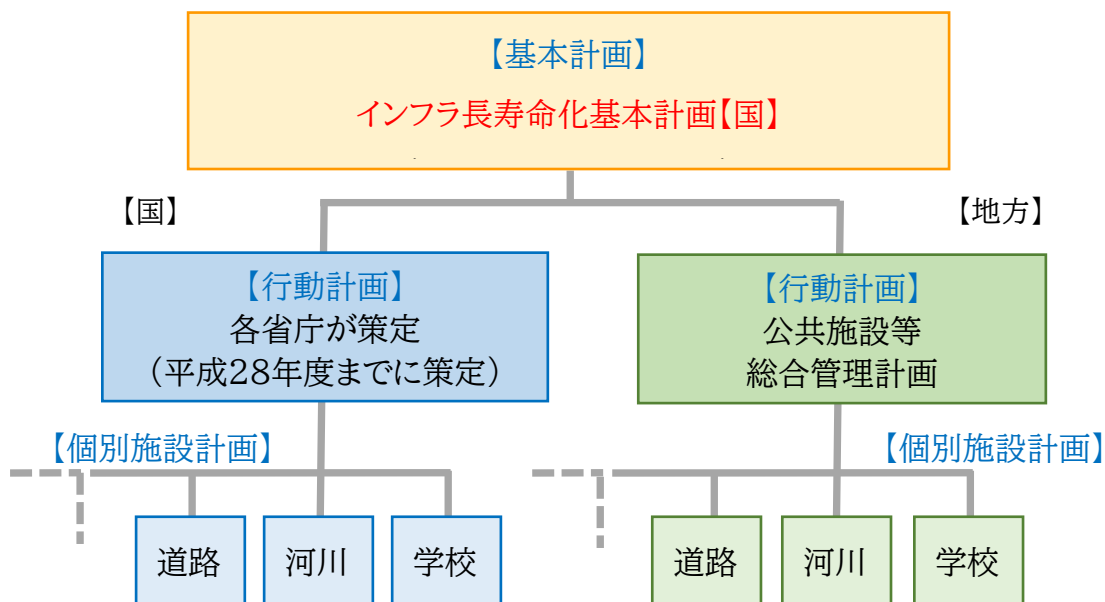 【基本計画】
インフラ長寿命化基本計画【国】
【国】
【地方】
【行動計画】
各省庁が策定
（平成28年度までに策定）
【行動計画】
公共施設等
総合管理計画
【個別施設計画】
【個別施設計画】
道路
河川
学校
道路
河川
学校